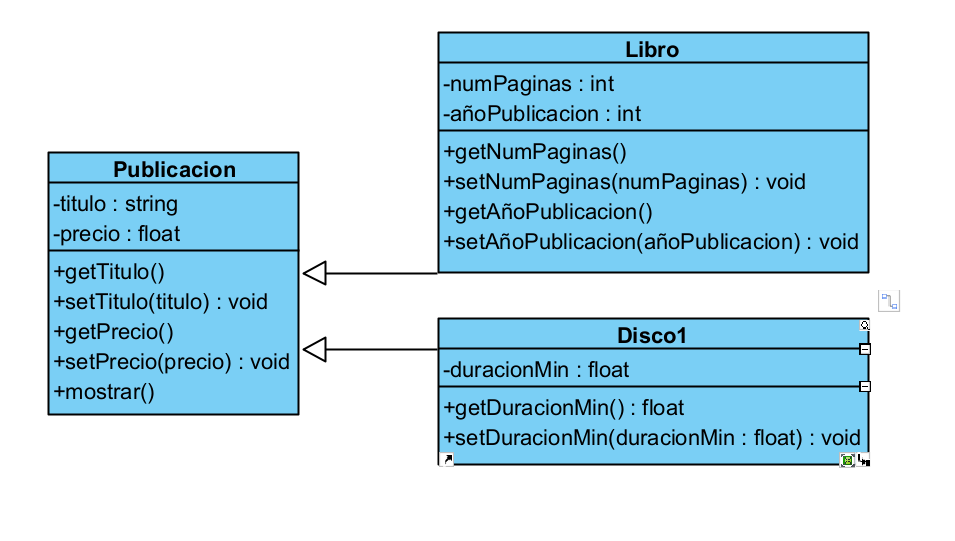 Publicacion
-titulo : string
-precio : float
+getTitulo()
+setTitulo(titulo) : void
+getPrecio()
+setPrecio(precio) : void
+mostrar()
Libro
-numPaginas : int
-añoPublicacion : int
+getNumPaginas()
+setNumPaginas(numPaginas) : void
+getAñoPublicacion()
+setAñoPublicacion(añoPublicacion) : void
Disco1
-duracionMin : float
+getDuracionMin() : float
+setDuracionMin(duracionMin : float) : void